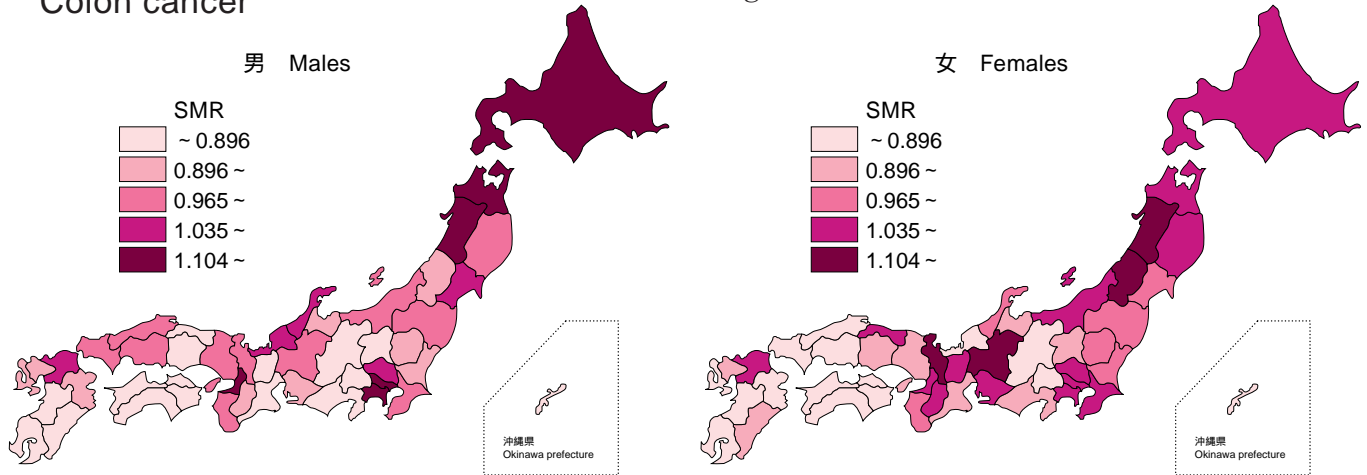 Colon cancer
男 Males
SMR
~ 0.896
0.896 ~
0.965 ~
1.035 ~
1.104 ~
沖縄県
Okinawa prefecture
女 Females
SMR
~ 0.896
0.896 ~
0.965 ~
1.035 ~
1.104 ~
沖縄県
Okinawa prefecture